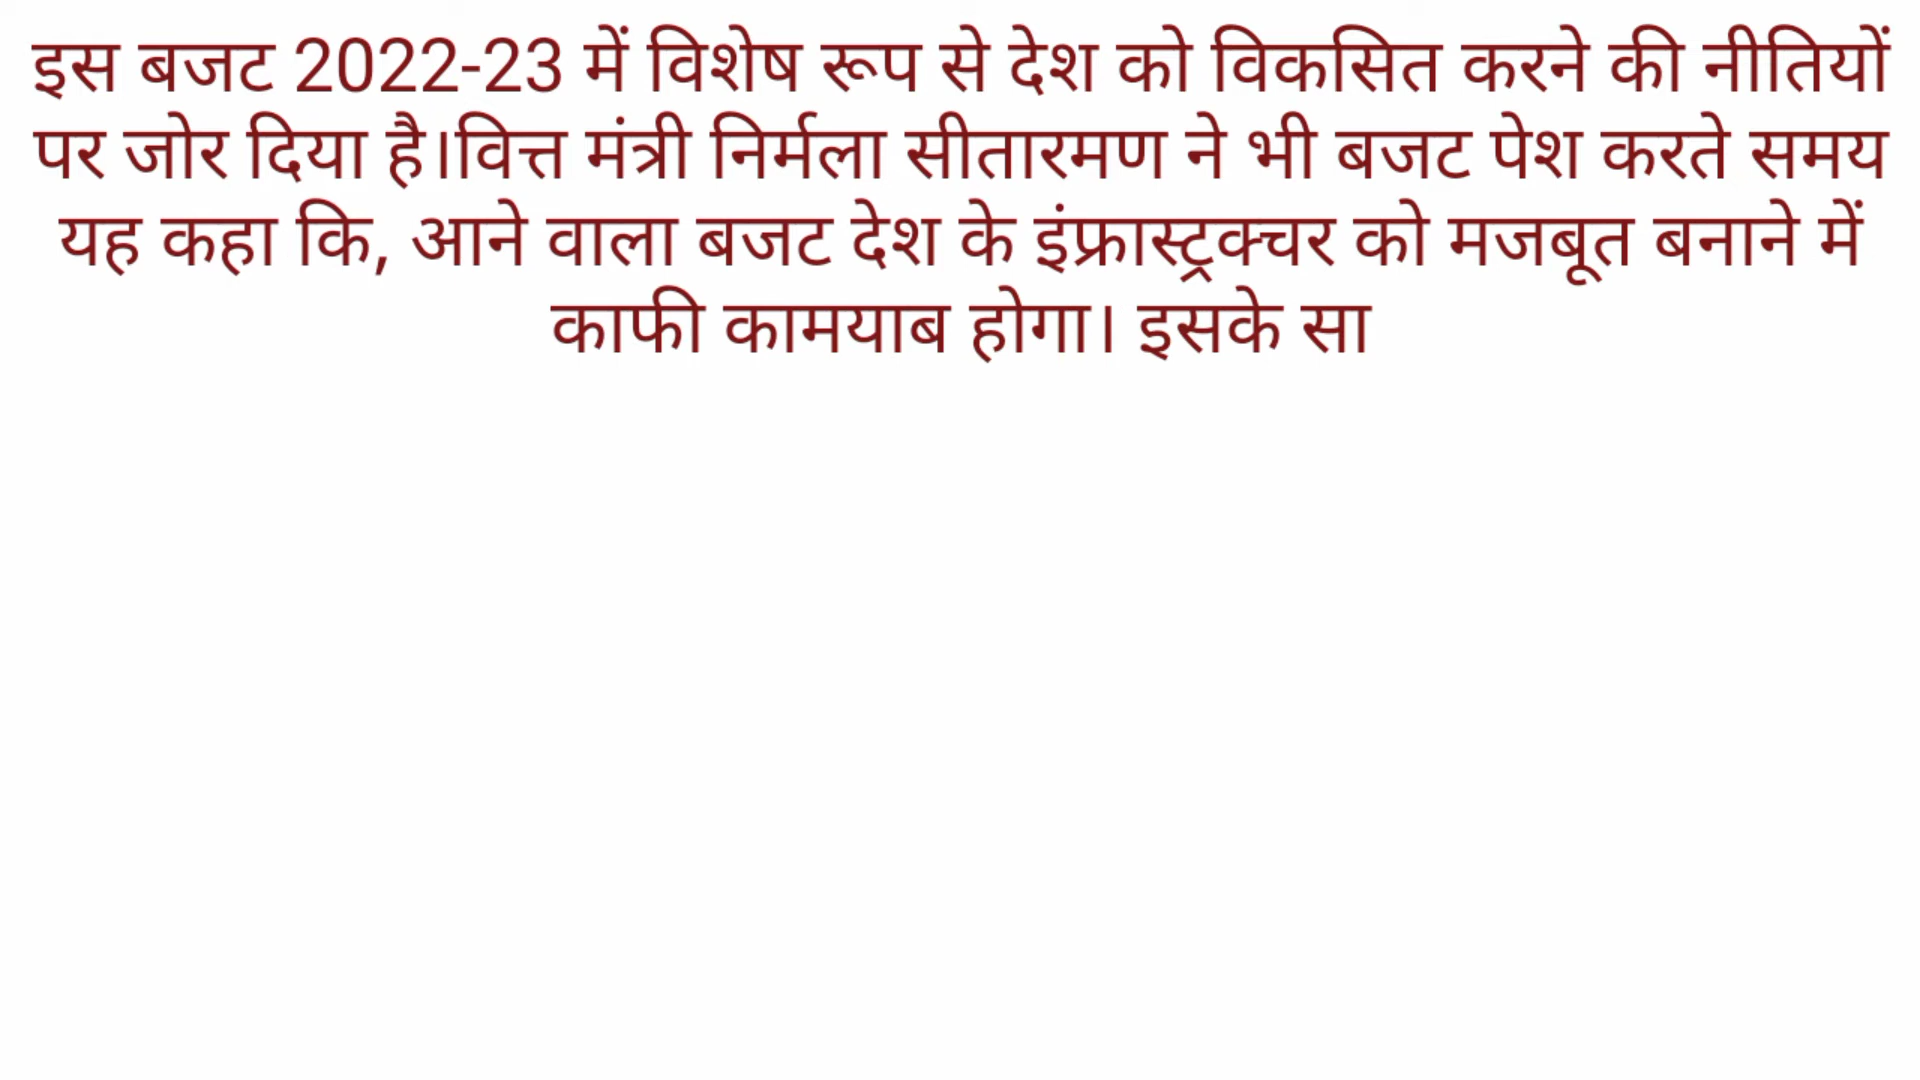 इस बजट 2022-23 में विशेष रूप से देश को विकसित करने की नीतियों
पर जोर दिया है।वित्त मंत्री निर्मला सीतारमण ने भी बजट पेश करते समय
यह कहा कि, आने वाला बजट देश के इंफ्रास्ट्रक्चर को मजबूत बनाने में
काफी कामयाब होगा। इसके सा